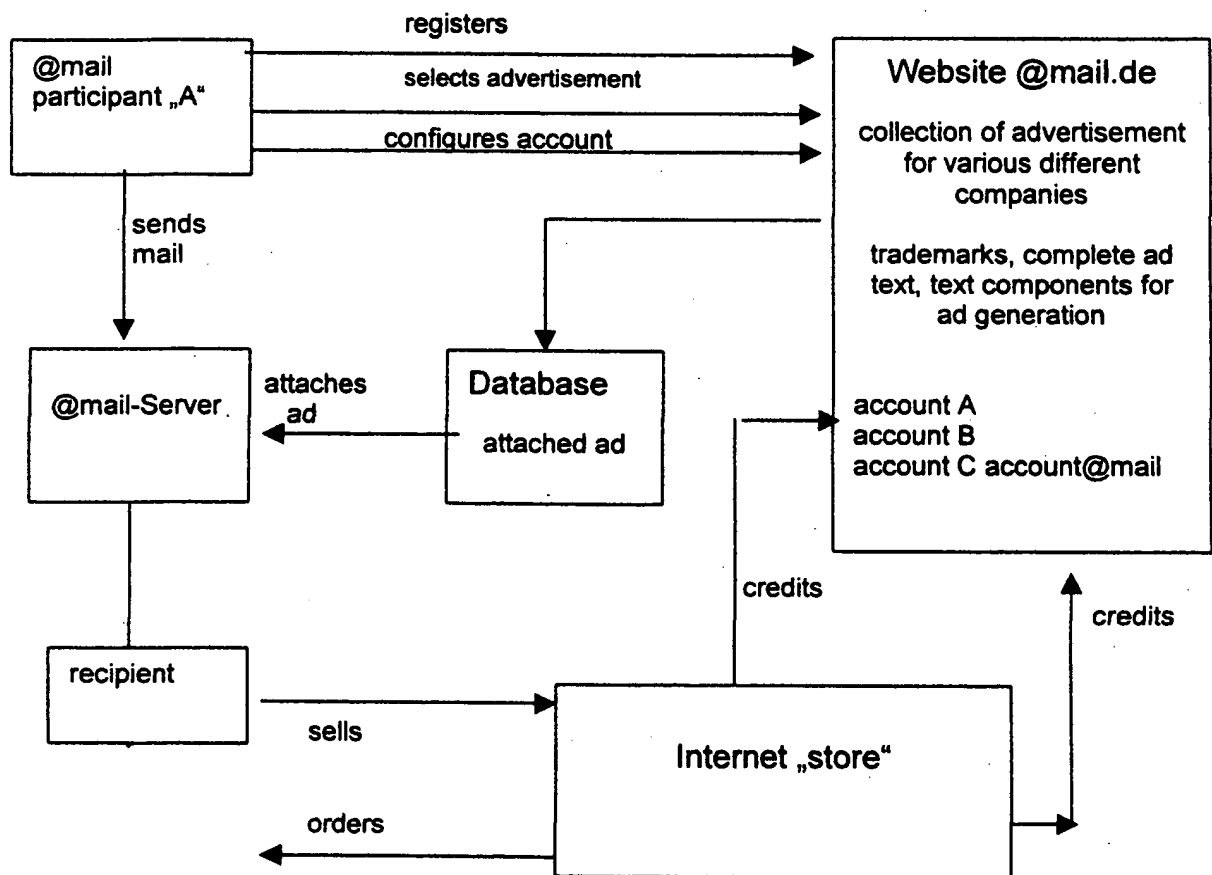 registers
@mail
participant „A“
selects advertisement
configures account
Website @mail.de
collection of advertisement
for various different
companies
trademarks, complete ad
text, text components for
ad generation
account A
account B
account C account@mail
sends
mail
@mail-Server
attaches
ad
Database
attached ad
credits
credits
recipient
sells
Internet „store“
orders